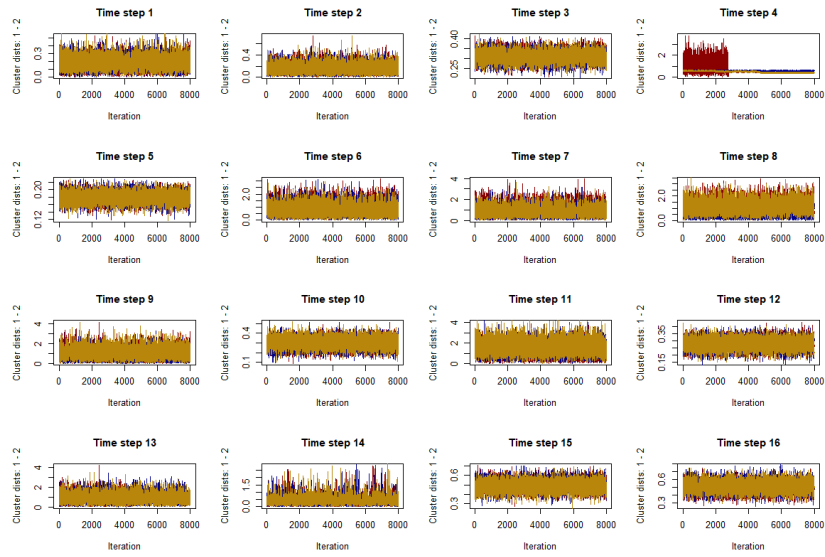 Time step 1
Cluster dists: 1 - 2
0.0 0.3
0 2000 4000 6000 8000
Iteration
Time step 2
Cluster dists: 1 - 2
0.0 0.4
0 2000 4000 6000 8000
Iteration
Time step 3
Cluster dists: 1 - 2
0.25 0.40
0 2000 4000 6000 8000
Iteration
Time step 4
Cluster dists: 1 - 2
0 2
0 2000 4000 6000 8000
Iteration
Time step 5
Cluster dists: 1 - 2
0.12 0.20
0 2000 4000 6000 8000
Iteration
Time step 6
Cluster dists: 1 - 2
0.0 2.0
0 2000 4000 6000 8000
Iteration
Time step 7
Cluster dists: 1 - 2
0 2 4
0 2000 4000 6000 8000
Iteration
Time step 8
Cluster dists: 1 - 2
0.0 2.0
0 2000 4000 6000 8000
Iteration
Time step 9
Cluster dists: 1 - 2
0 2 4
0 2000 4000 6000 8000
Iteration
Time step 10
Cluster dists: 1 - 2
0.1 0.4
0 2000 4000 6000 8000
Iteration
Time step 11
Cluster dists: 1 - 2
0 2 4
0 2000 4000 6000 8000
Iteration
Time step 12
Cluster dists: 1 - 2
0.15 0.35
0 2000 4000 6000 8000
Iteration
Time step 13
Cluster dists: 1 - 2
0 2 4
0 2000 4000 6000 8000
Iteration
Time step 14
Cluster dists: 1 - 2
0.0 1.5
0 2000 4000 6000 8000
Iteration
Time step 15
Cluster dists: 1 - 2
0.3 0.6
0 2000 4000 6000 8000
Iteration
Time step 16
Cluster dists: 1 - 2
0.3 0.6
0 2000 4000 6000 8000
Iteration